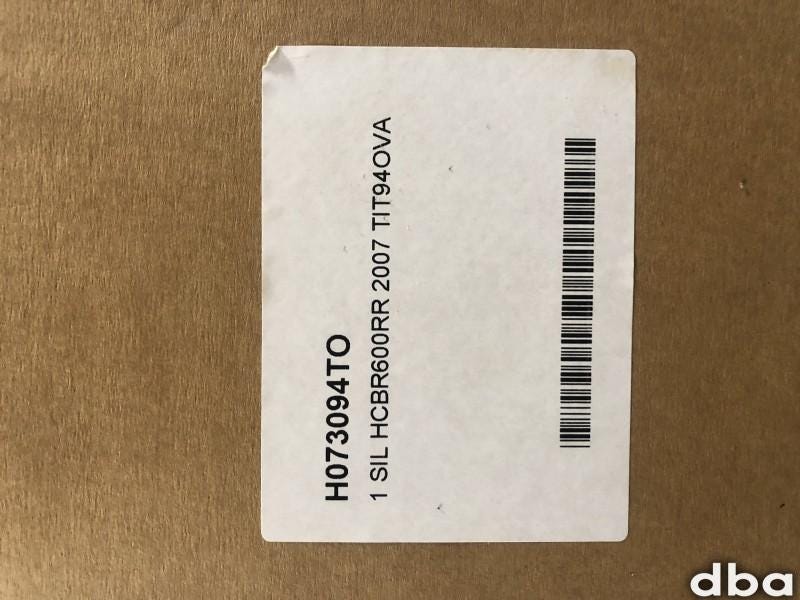 H073094TO
1 SIL HCBR600RR 2007 TIT94OVA
dba